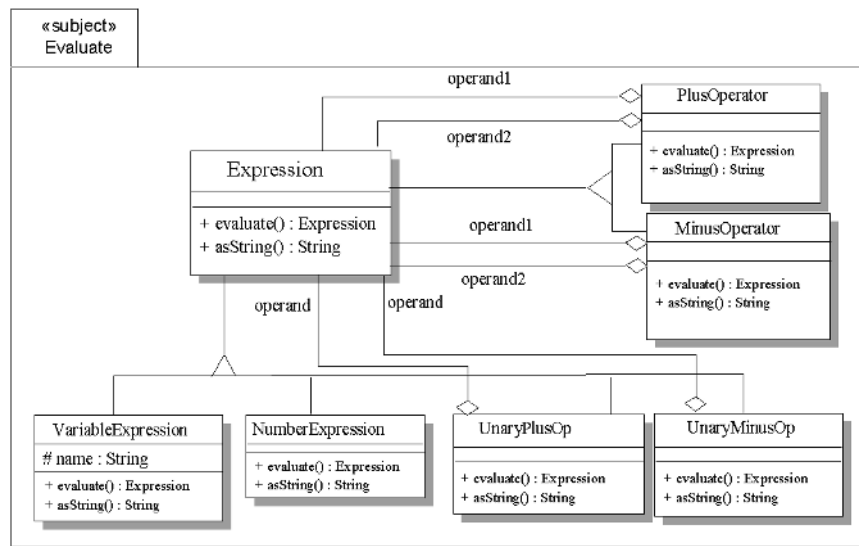 «subject»
Evaluate
operand1
PlusOperator
operand2
+ evaluate() : Expression
+ asString() : String
Expression
+ evaluate() : Expression
+ asString() : String
operand1
MinusOperator
operand2
+ evaluate() : Expression
+ asString() : String
operand
operand
VariableExpression
# name : String
+ evaluate() : Expression
+ asString() : String
NumberExpression
+ evaluate() : Expression
+ asString() : String
UnaryPlusOp
+ evaluate() : Expression
+ asString() : String
UnaryMinusOp
+ evaluate() : Expression
+ asString() : String